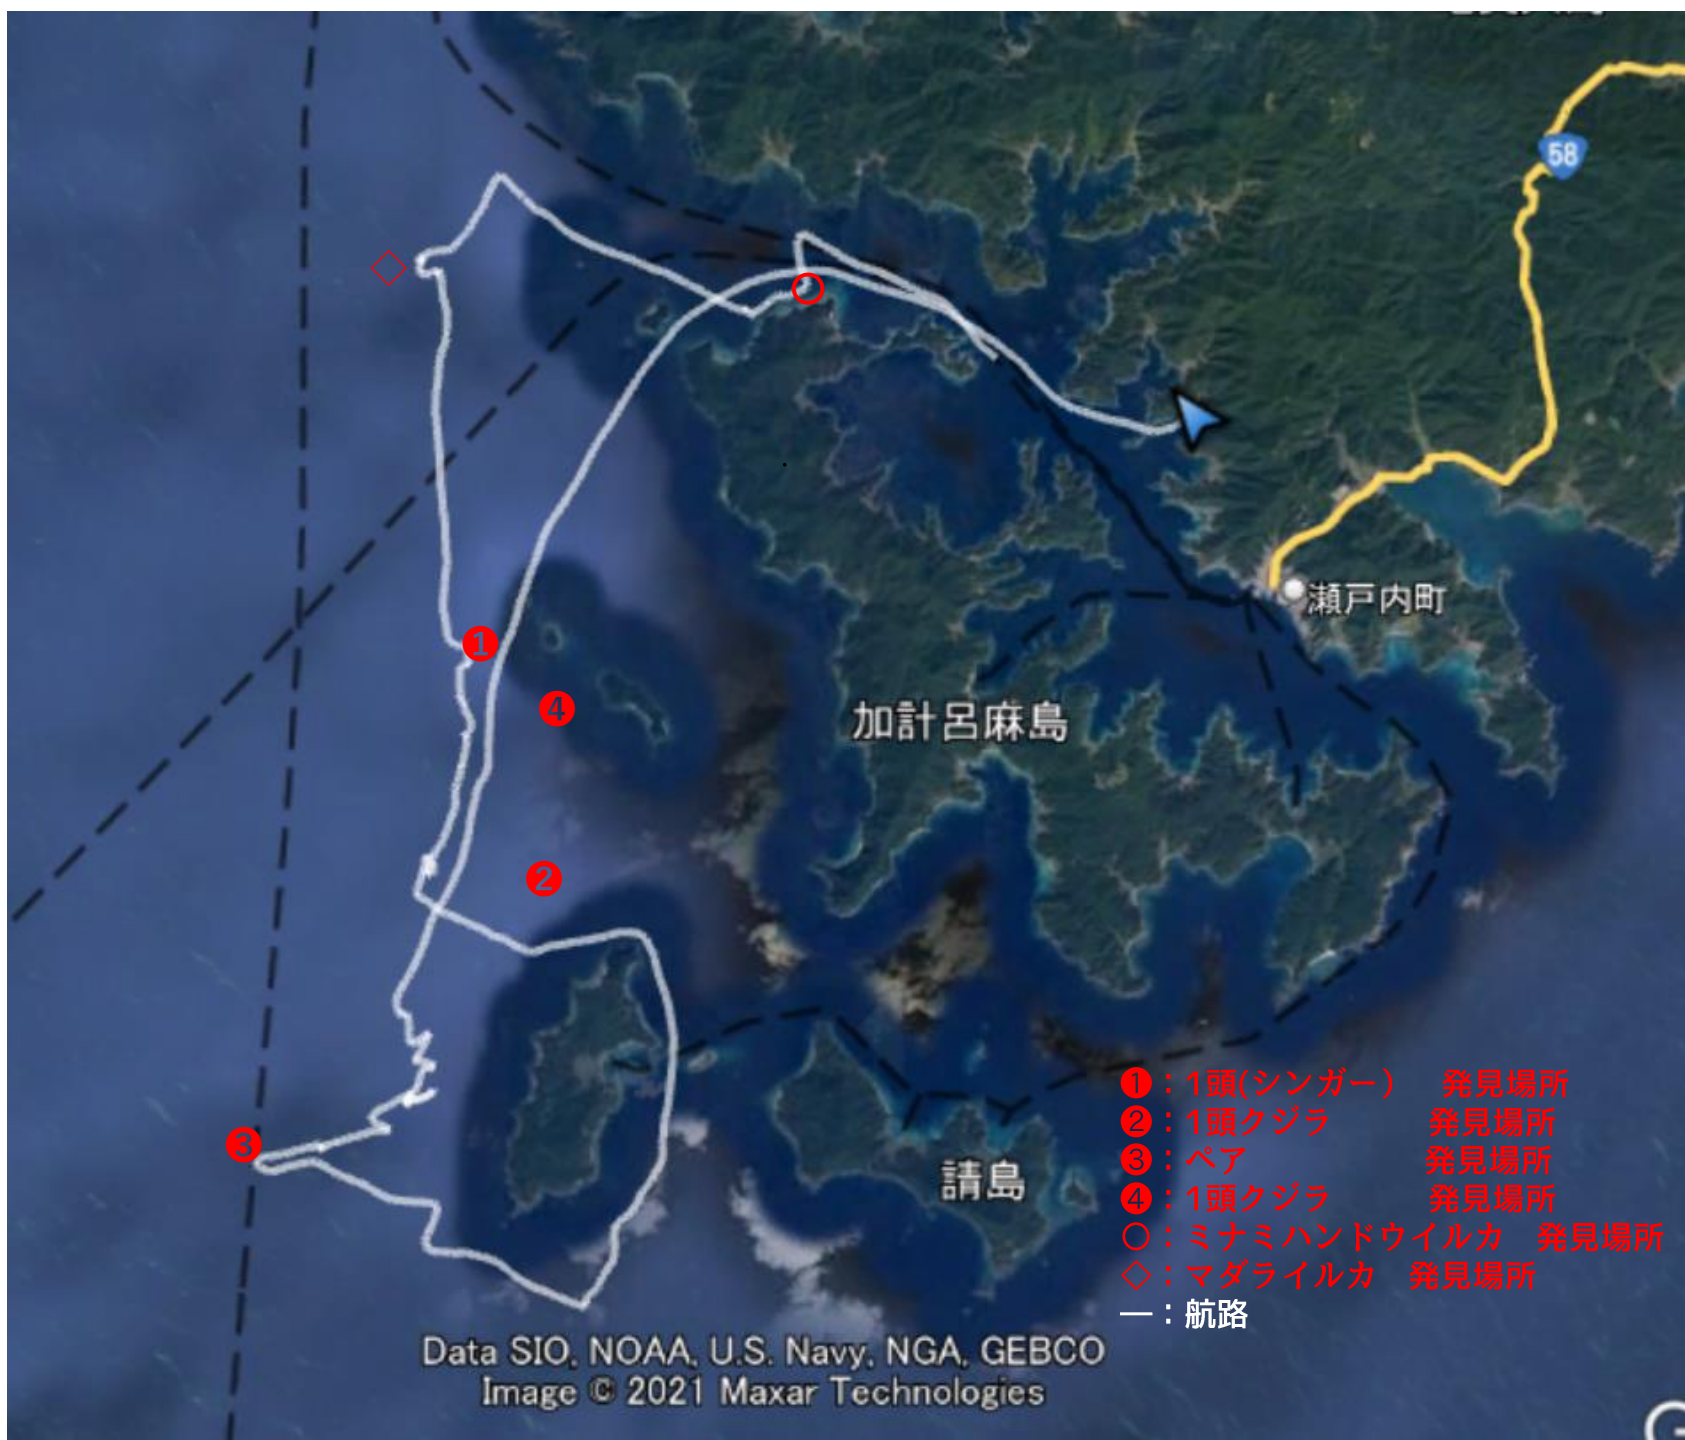 58
瀬戸内町
❶
❹
加計呂麻島
❷
❶：1頭(シンガー）　発見場所
❷：1頭クジラ　　　発見場所
❸
❸：ペア　　　　　　発見場所
請島
❹：1頭クジラ　　　発見場所
○：ミナミハンドウイルカ　発見場所
◇：マダライルカ　発見場所
―：航路
Data SIO, NOAA, U.S. Navy, NGA, GEBCO
Image © 2021 Maxar Technologies